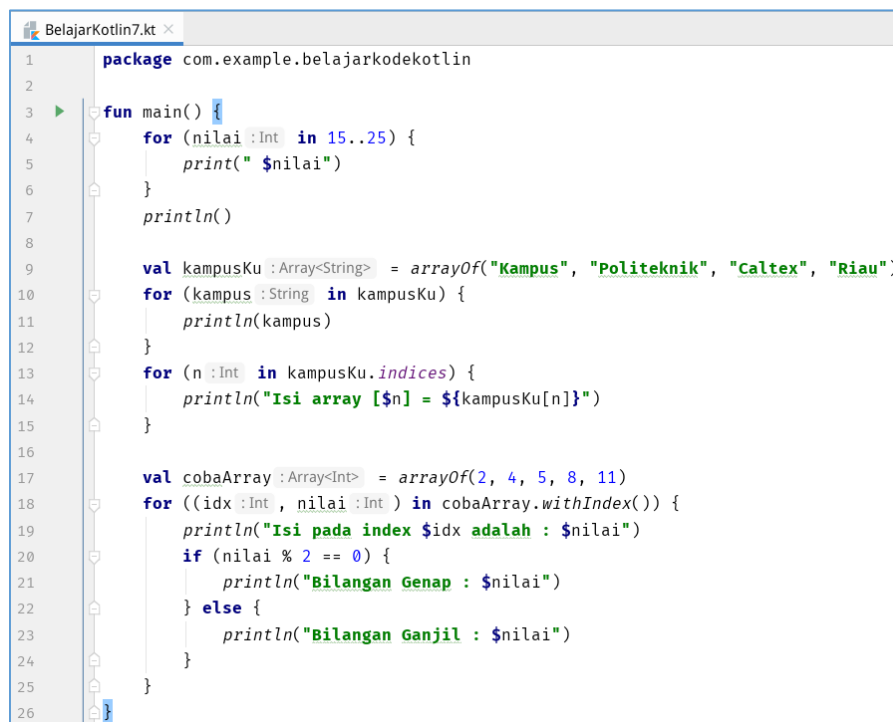 BelajarKotlin7.kt
1 package com.example.belajarkodekotlin
2
3 fun main() {
4     for (nilai : Int in 15..25) {
5         print(" $nilai")
6     }
7     println()
8
9     val kampusKu : Array<String> = arrayOf("Kampus", "Politeknik", "Caltex", "Riau")
10     for (kampus : String in kampusKu) {
11         println(kampus)
12     }
13     for (n : Int in kampusKu.indices) {
14         println("Isi array [$n] = ${kampusKu[n]}")
15     }
16
17     val cobaArray : Array<Int> = arrayOf(2, 4, 5, 8, 11)
18     for ((idx : Int , nilai : Int ) in cobaArray.withIndex()) {
19         println("Isi pada index $idx adalah : $nilai")
20         if (nilai % 2 == 0) {
21             println("Bilangan Genap : $nilai")
22         } else {
23             println("Bilangan Ganjil : $nilai")
24         }
25     }
26 }